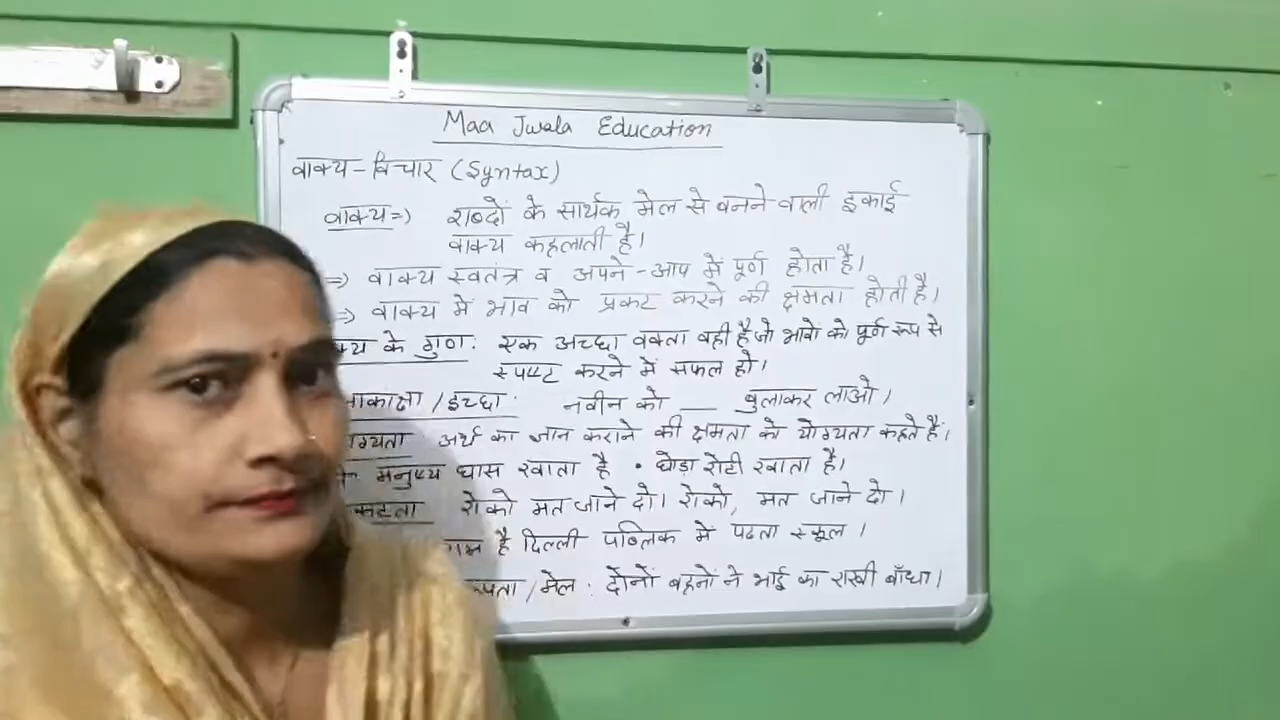 Maa Jwala Education
वाक्य - विचार (Syntax)
वाक्य => शब्दों के सार्थक मेल से बनने वाली इकाई
वाक्य कहलाती है।
=> वाक्य स्वतंत्र व अपने-आप में पूर्ण होता है।
=> वाक्य में भाव को प्रकट करने की क्षमता होती है।
के गुण: एक अच्छा वक्ता वही है जो भावो को पूर्ण रूप से
स्पष्ट करने में सफल हो।
/इच्छा: नवीन को ___ बुलाकर लाओ।
अर्थ का ज्ञान कराने की क्षमता को योग्यता कहते हैं।
मनुष्य घास खाता है • घोड़ा रोटी खाता है।
रोको मत जाने दो। रोको, मत जाने दो।
है दिल्ली पब्लिक में पढता स्कूल।
/मेल: दोनों बहनों ने भाई का राखी बाँधा।